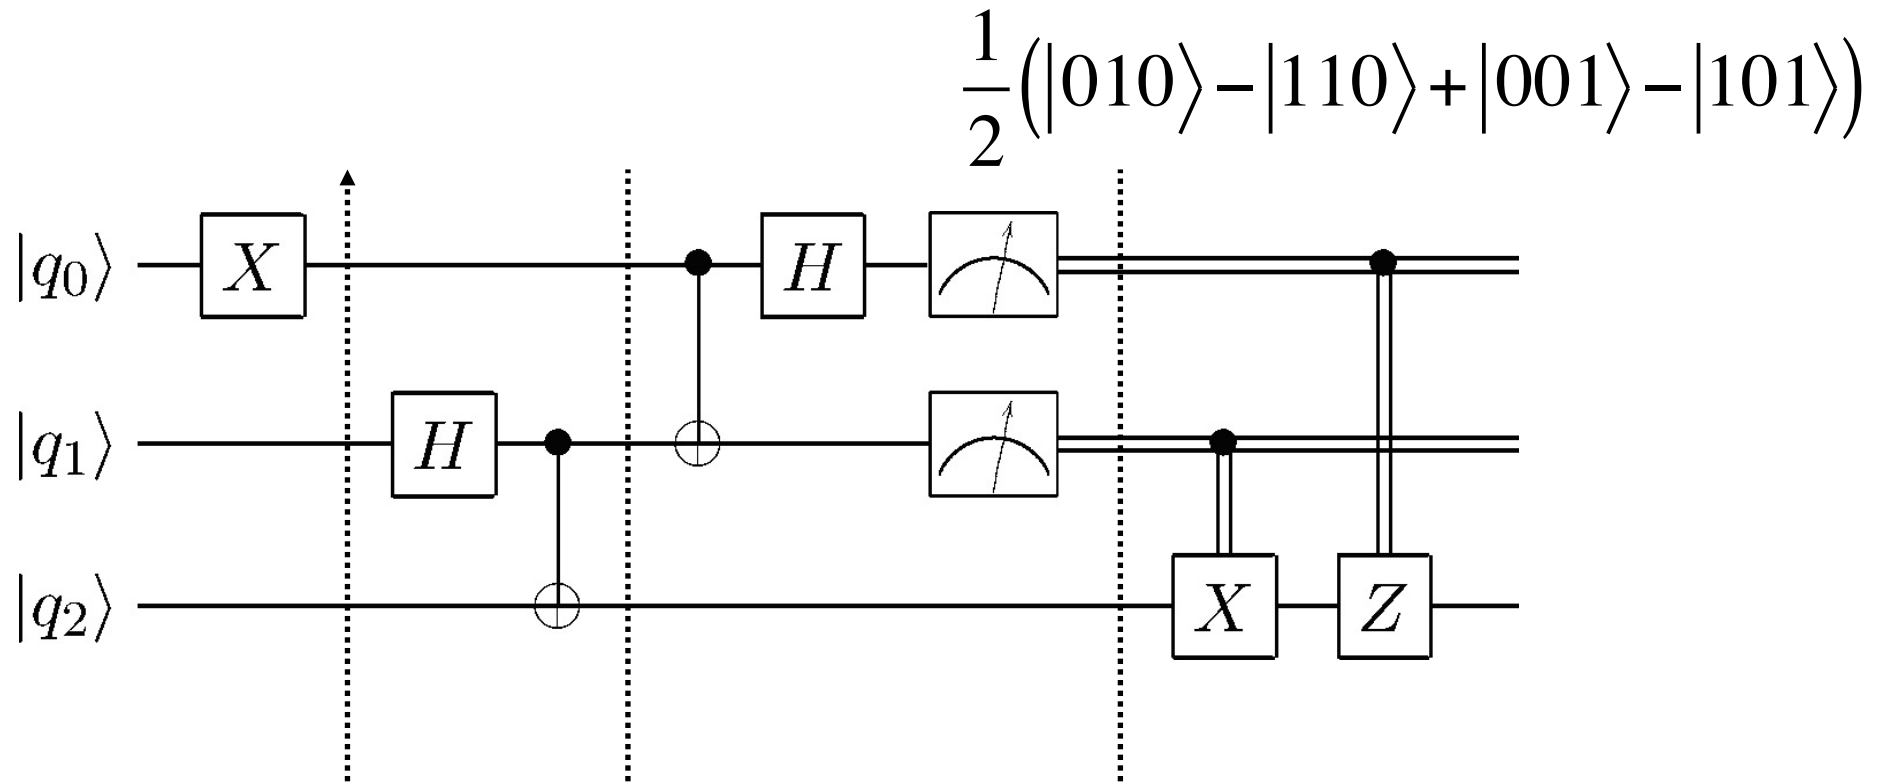 1/2(|010⟩−|110⟩+|001⟩−|101⟩)
|q₀⟩ X H
|q₁⟩ H
|q₂⟩ X Z